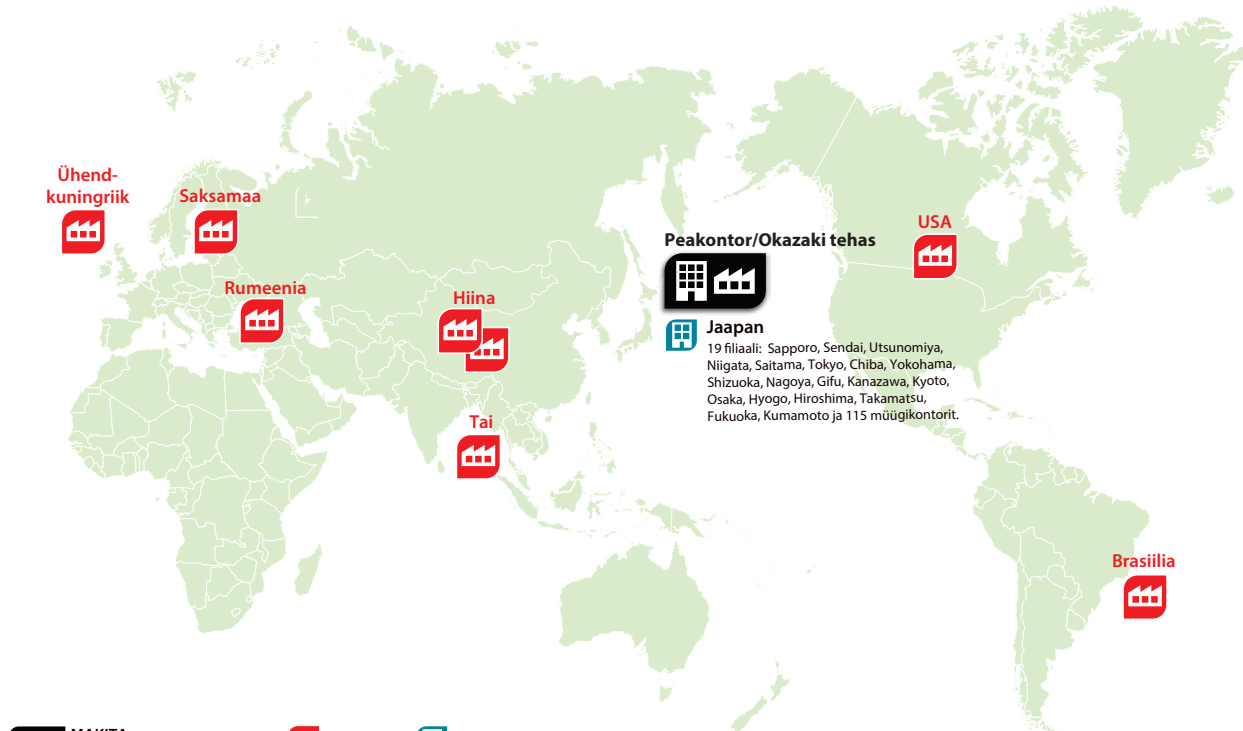 Ühend-
kuningriik
Saksamaa
Rumeenia
Hiina
Tai
Peakontor/Okazaki tehas
Jaapan
19 filiaali: Sapporo, Sendai, Utsunomiya,
Niigata, Saitama, Tokyo, Chiba, Yokohama,
Shizuoka, Nagoya, Gifu, Kanazawa, Kyoto,
Osaka, Hyogo, Hiroshima, Takamatsu,
Fukuoka, Kumamoto ja 115 müügikontorit.
USA
Brasiilia
MAKITA